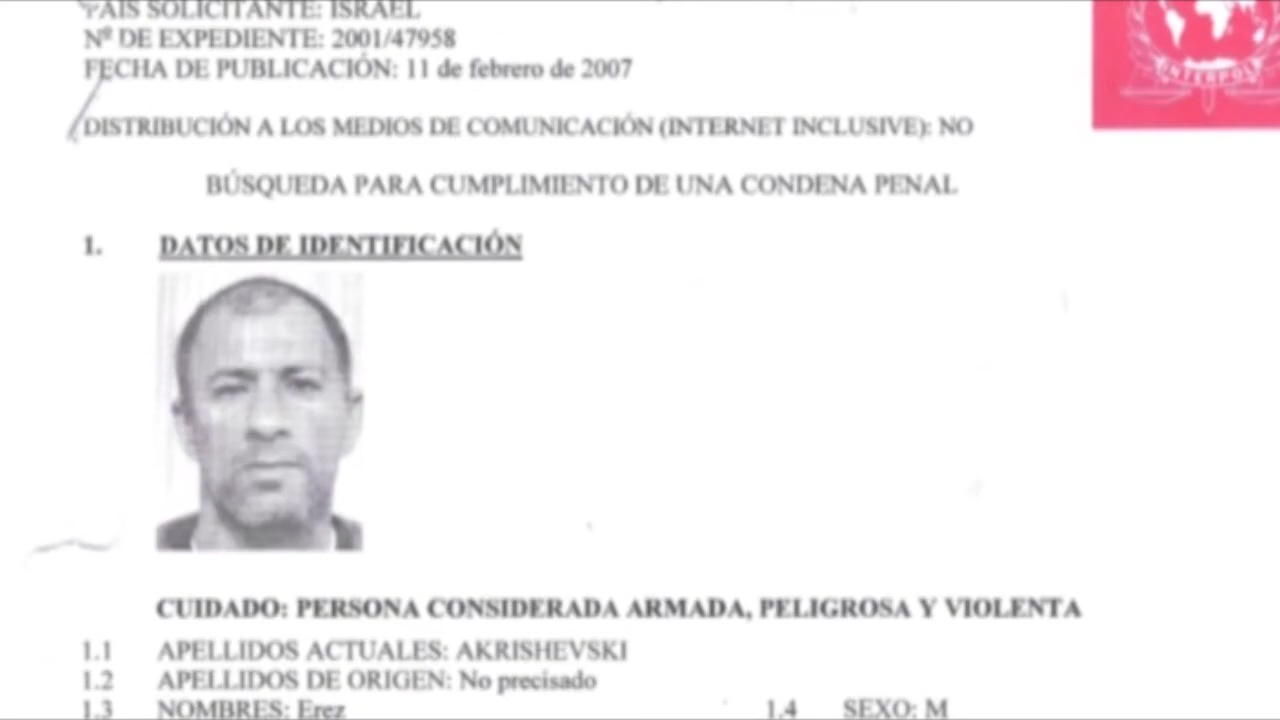 PAÍS SOLICITANTE: ISRAEL
Nº DE EXPEDIENTE: 2001/47958
FECHA DE PUBLICACIÓN: 11 de febrero de 2007
INTERPOL
DISTRIBUCIÓN A LOS MEDIOS DE COMUNICACIÓN (INTERNET INCLUSIVE): NO
BÚSQUEDA PARA CUMPLIMIENTO DE UNA CONDENA PENAL
1. DATOS DE IDENTIFICACIÓN
CUIDADO: PERSONA CONSIDERADA ARMADA, PELIGROSA Y VIOLENTA
1.1 APELLIDOS ACTUALES: AKRISHEVSKI
1.2 APELLIDOS DE ORIGEN: No precisado
1.3 NOMBRES: Erez 1.4 SEXO: M